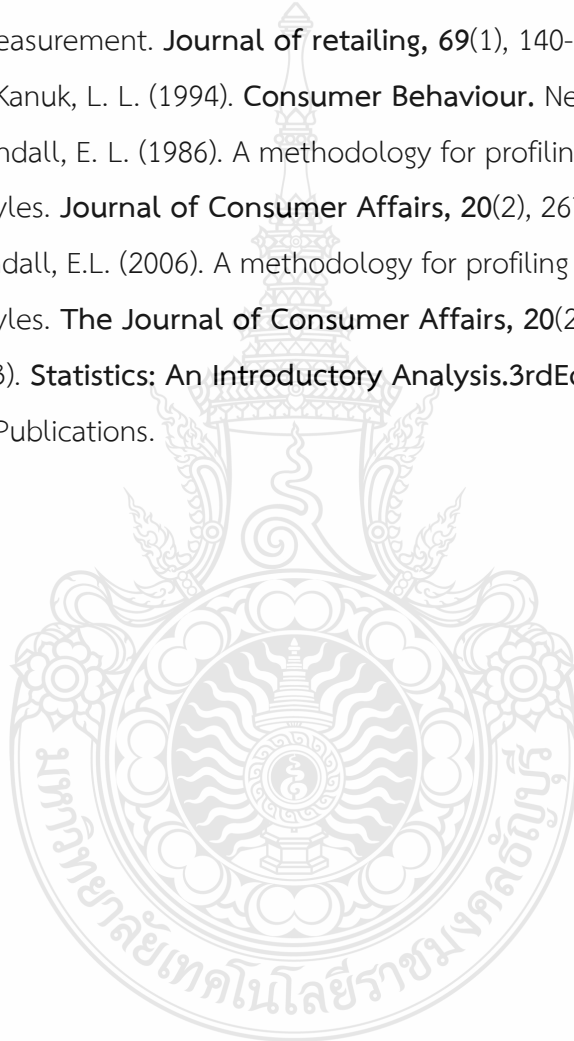 easurement. Journal of retailing, 69(1), 140-
Kanuk, L. L. (1994). Consumer Behaviour. Ne
ndall, E. L. (1986). A methodology for profilin
yles. Journal of Consumer Affairs, 20(2), 267
dall, E.L. (2006). A methodology for profiling
yles. The Journal of Consumer Affairs, 20(2
3). Statistics: An Introductory Analysis.3rdEd
Publications.
มหาวิทยาลัยเทคโนโลยีราชมงคลธัญบุรี